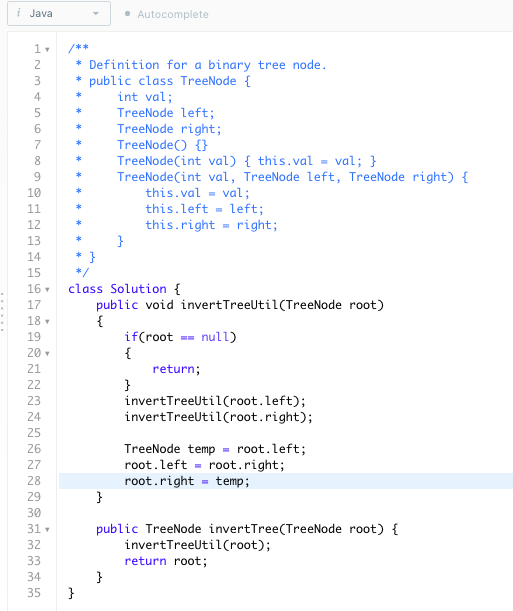 i Java Autocomplete
1 /**
2  * Definition for a binary tree node.
3  * public class TreeNode {
4  *     int val;
5  *     TreeNode left;
6  *     TreeNode right;
7  *     TreeNode() {}
8  *     TreeNode(int val) { this.val = val; }
9  *     TreeNode(int val, TreeNode left, TreeNode right) {
10  *         this.val = val;
11  *         this.left = left;
12  *         this.right = right;
13  *     }
14  * }
15  */
16 class Solution {
17     public void invertTreeUtil(TreeNode root)
18     {
19         if(root == null)
20         {
21             return;
22         }
23         invertTreeUtil(root.left);
24         invertTreeUtil(root.right);
25
26         TreeNode temp = root.left;
27         root.left = root.right;
28         root.right = temp;
29     }
30
31     public TreeNode invertTree(TreeNode root) {
32         invertTreeUtil(root);
33         return root;
34     }
35 }